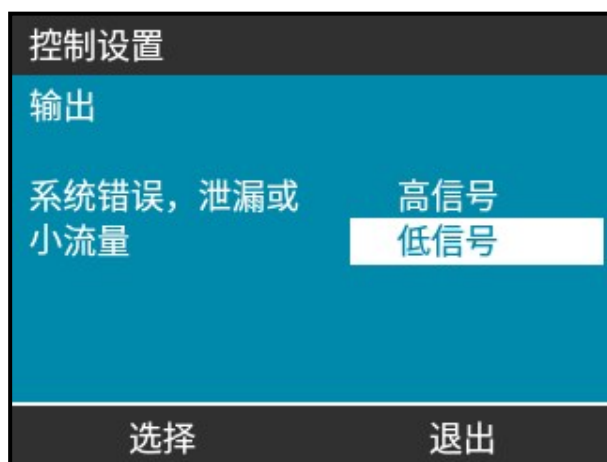 控制设置
输出
系统错误，泄漏或
小流量
高信号
低信号
选择
退出